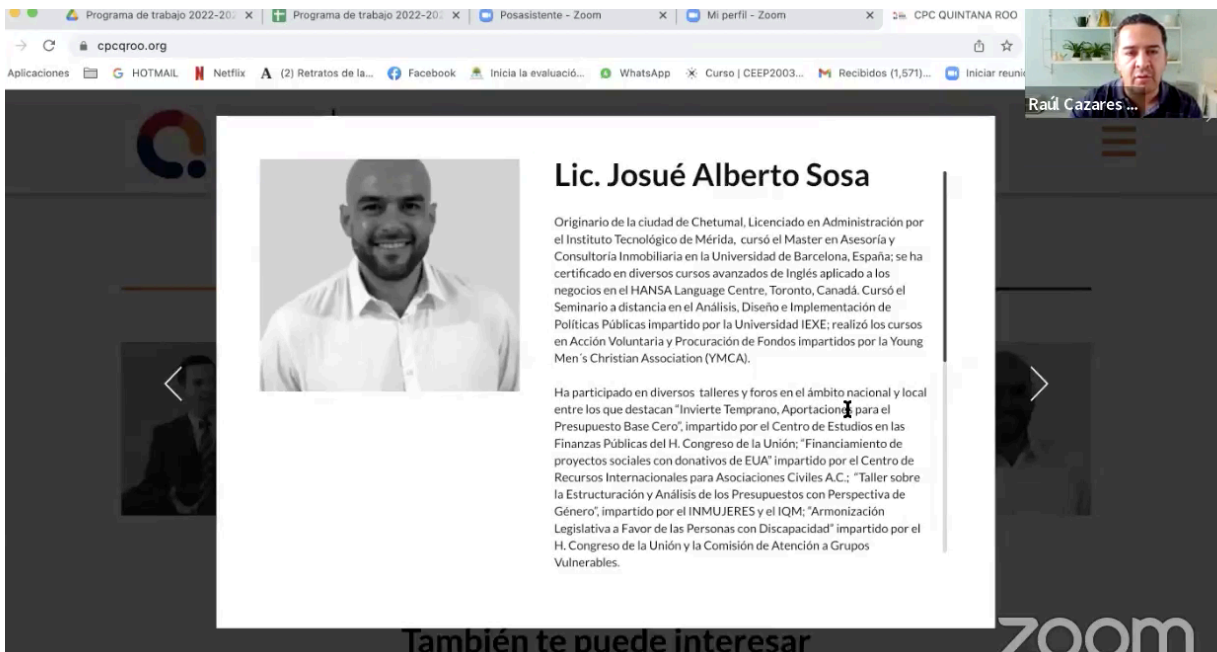 Programa de trabajo 2022-202
Programa de trabajo 2022-202
Posasistente - Zoom
Mi perfil - Zoom
CPC QUINTANA ROO
cpcqroo.org
Aplicaciones
HOTMAIL
Netflix
(2) Retratos de la...
Facebook
Inicia la evaluació...
WhatsApp
Curso | CEEP2003...
Recibidos (1,571)...
Iniciar reuni
Raúl Cazares ...
Lic. Josué Alberto Sosa
Originario de la ciudad de Chetumal, Licenciado en Administración por
el Instituto Tecnológico de Mérida, cursó el Master en Asesoría y
Consultoría Inmobiliaria en la Universidad de Barcelona, España; se ha
certificado en diversos cursos avanzados de Inglés aplicado a los
negocios en el HANSA Language Centre, Toronto, Canadá. Cursó el
Seminario a distancia en el Análisis, Diseño e Implementación de
Políticas Públicas impartido por la Universidad IEXE; realizó los cursos
en Acción Voluntaria y Procuración de Fondos impartidos por la Young
Men´s Christian Association (YMCA).
Ha participado en diversos talleres y foros en el ámbito nacional y local
entre los que destacan “Invierte Temprano, Aportaciones para el
Presupuesto Base Cero”, impartido por el Centro de Estudios en las
Finanzas Públicas del H. Congreso de la Unión; “Financiamiento de
proyectos sociales con donativos de EUA” impartido por el Centro de
Recursos Internacionales para Asociaciones Civiles A.C.; “Taller sobre
la Estructuración y Análisis de los Presupuestos con Perspectiva de
Género”, impartido por el INMUJERES y el IQM; “Armonización
Legislativa a Favor de las Personas con Discapacidad” impartido por el
H. Congreso de la Unión y la Comisión de Atención a Grupos
Vulnerables.
También te puede interesar
zoom